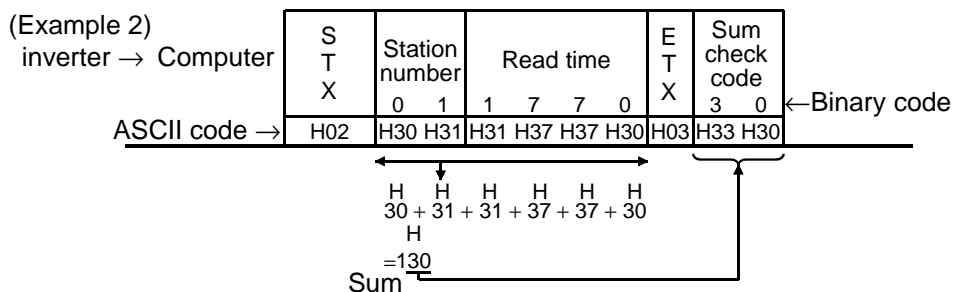 (Example 2)
inverter → Computer
S
T
X
Station
number
0 1
Read time
1 7 7 0
E
T
X
Sum
check
code
3 0
←Binary code
ASCII code →
H02
H30 H31
H31 H37 H37 H30
H03
H33 H30
H H H H H H
30 + 31 + 31 + 37 + 37 + 30
H
=130
Sum